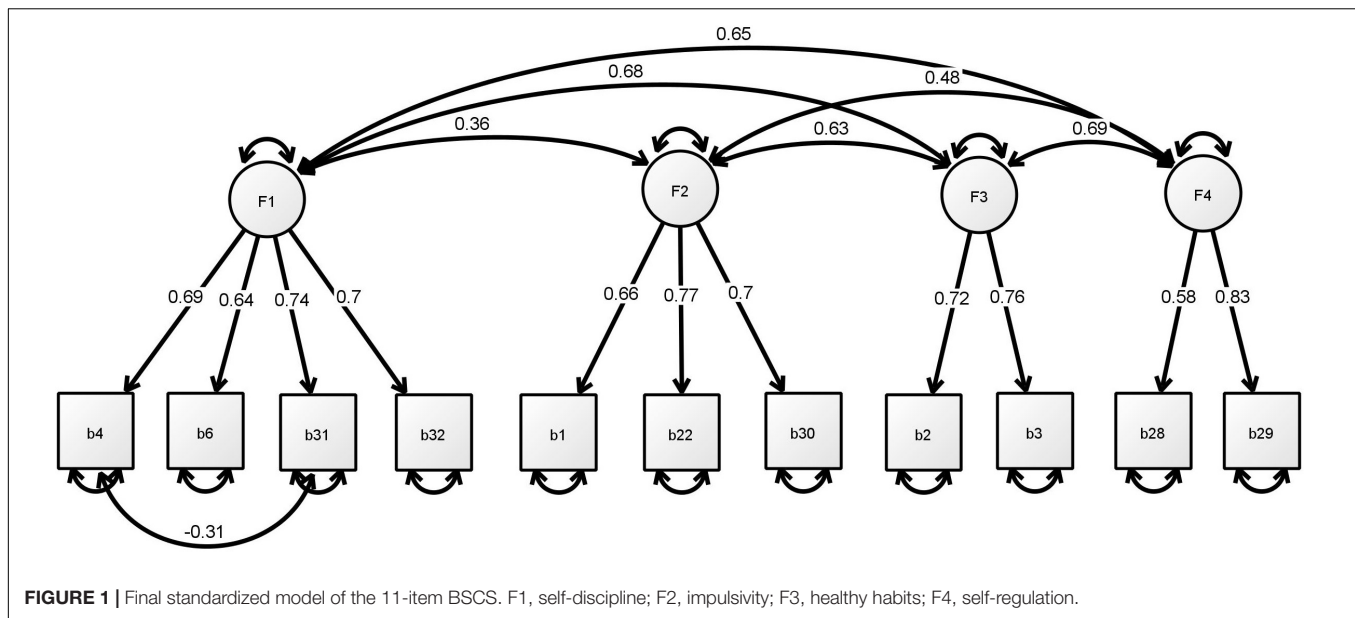 0.65
0.68
0.48
0.36
0.63
0.69
F1
F2
F3
F4
0.69
0.64
0.74
0.7
0.66
0.77
0.7
0.72
0.76
0.58
0.83
b4
b6
b31
b32
b1
b22
b30
b2
b3
b28
b29
-0.31
FIGURE 1 | Final standardized model of the 11-item BSCS. F1, self-discipline; F2, impulsivity; F3, healthy habits; F4, self-regulation.